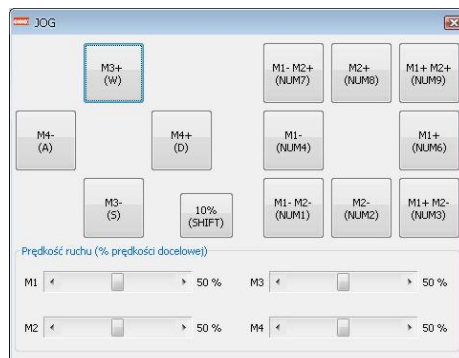 JOG
M3+
(W)
M1- M2+
(NUM7)
M2+
(NUM8)
M1+ M2+
(NUM9)
M4-
(A)
M4+
(D)
M1-
(NUM4)
M1+
(NUM6)
M3-
(S)
10%
(SHIFT)
M1- M2-
(NUM1)
M2-
(NUM2)
M1+ M2-
(NUM3)
Prędkość ruchu (% prędkości docelowej)
M1 50 % M3 50 %
M2 50 % M4 50 %